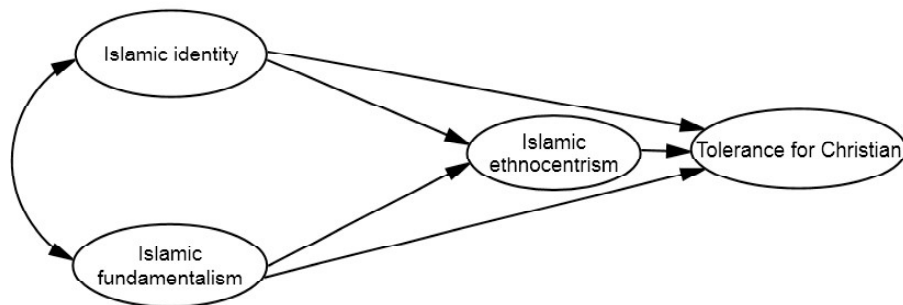 Islamic identity
Islamic
ethnocentrism
Tolerance for Christian
Islamic
fundamentalism